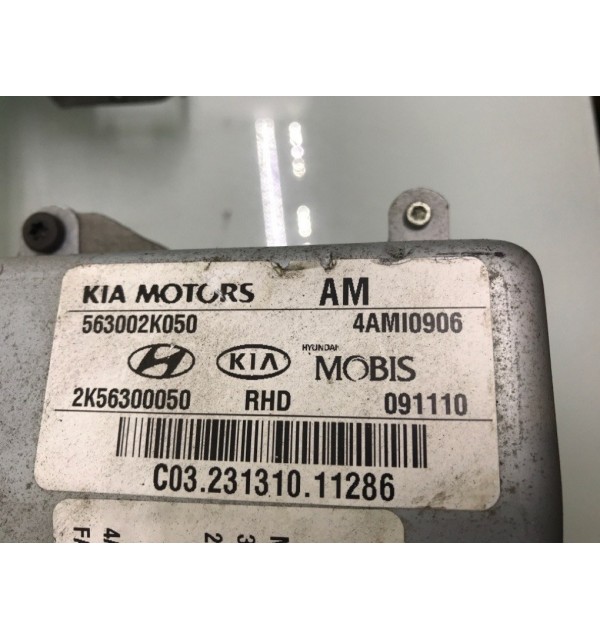 KIA MOTORS AM
563002K050 4AMI0906
KIA HYUNDAI MOBIS
2K56300050 RHD 091110
C03.231310.11286